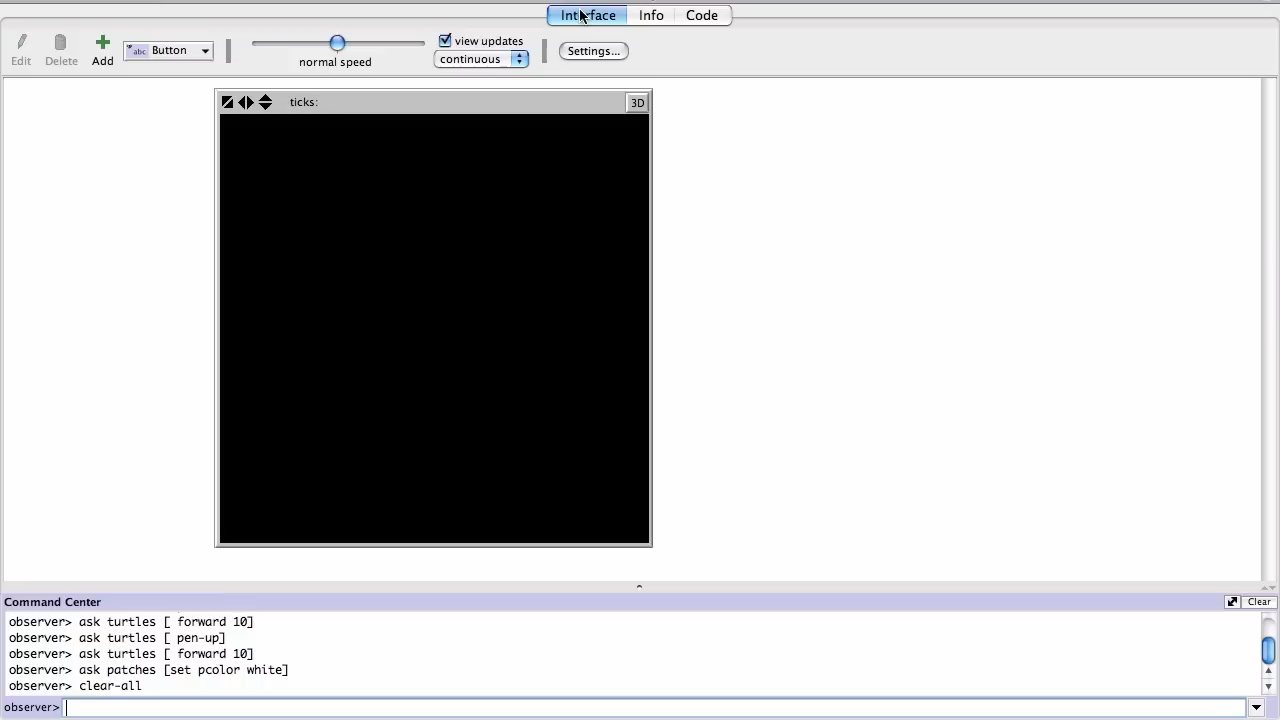 Interface Info Code
Edit Delete Add abc Button normal speed view updates continuous Settings...
ticks: 3D
Command Center Clear
observer> ask turtles [ forward 10]
observer> ask turtles [ pen-up]
observer> ask turtles [ forward 10]
observer> ask patches [set pcolor white]
observer> clear-all
observer>